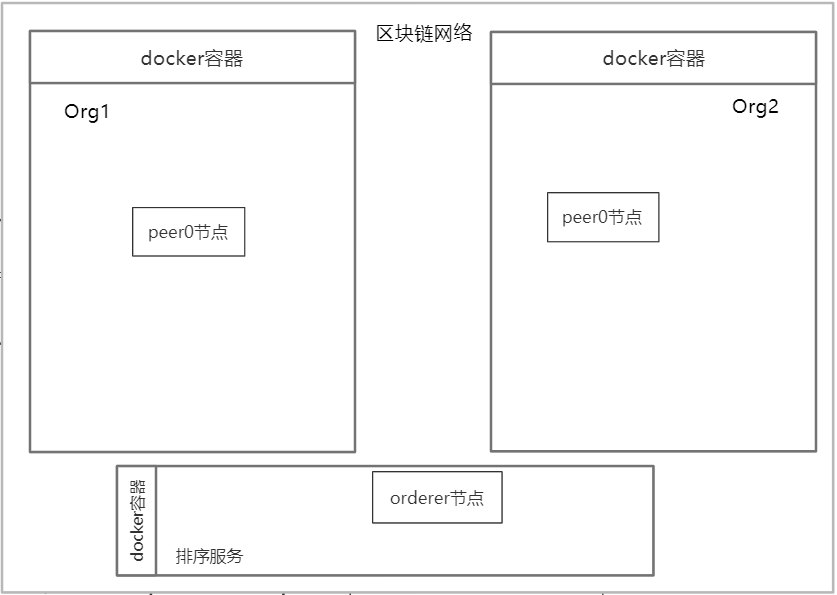 区块链网络
docker容器
docker容器
Org1
Org2
peer0节点
peer0节点
docker容器
orderer节点
排序服务